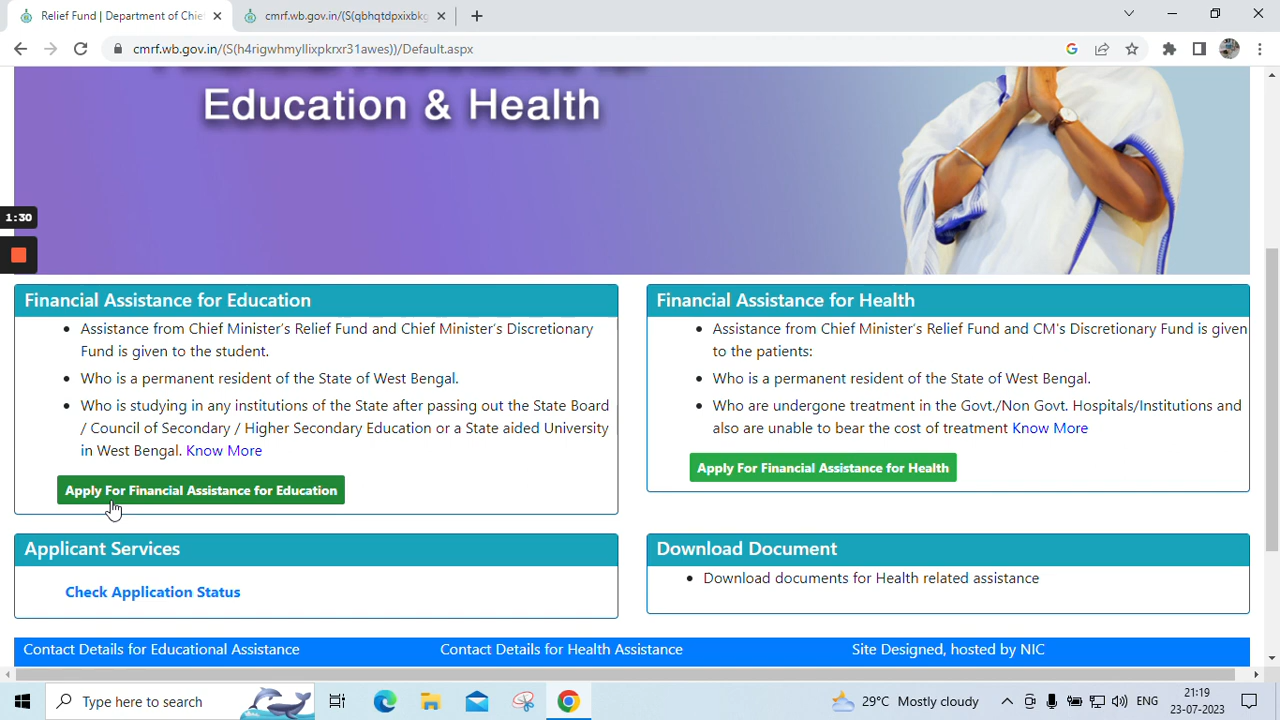 Relief Fund | Department of Chie
cmrf.wb.gov.in/(S(qbhqtdpxixbkg
cmrf.wb.gov.in/(S(h4rigwhmyllixpkrxr31awes))/Default.aspx
Education & Health
1:30
Financial Assistance for Education
Assistance from Chief Minister's Relief Fund and Chief Minister's Discretionary
Fund is given to the student.
Who is a permanent resident of the State of West Bengal.
Who is studying in any institutions of the State after passing out the State Board
/ Council of Secondary / Higher Secondary Education or a State aided University
in West Bengal. Know More
Apply For Financial Assistance for Education
Financial Assistance for Health
Assistance from Chief Minister's Relief Fund and CM's Discretionary Fund is given
to the patients:
Who is a permanent resident of the State of West Bengal.
Who are undergone treatment in the Govt./Non Govt. Hospitals/Institutions and
also are unable to bear the cost of treatment Know More
Apply For Financial Assistance for Health
Applicant Services
Check Application Status
Download Document
Download documents for Health related assistance
Contact Details for Educational Assistance
Contact Details for Health Assistance
Site Designed, hosted by NIC
Type here to search
29°C Mostly cloudy
ENG
21:19
23-07-2023